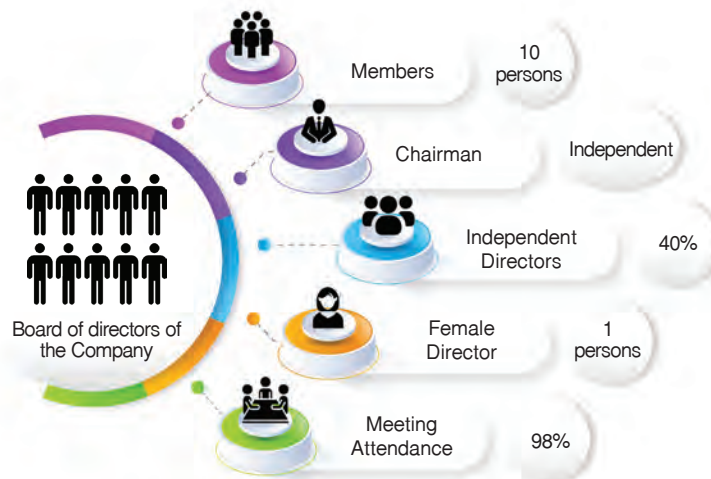 Members
10
persons
Chairman
Independent
Independent
Directors
40%
Female
Director
1
persons
Meeting
Attendance
98%
Board of directors of
the Company